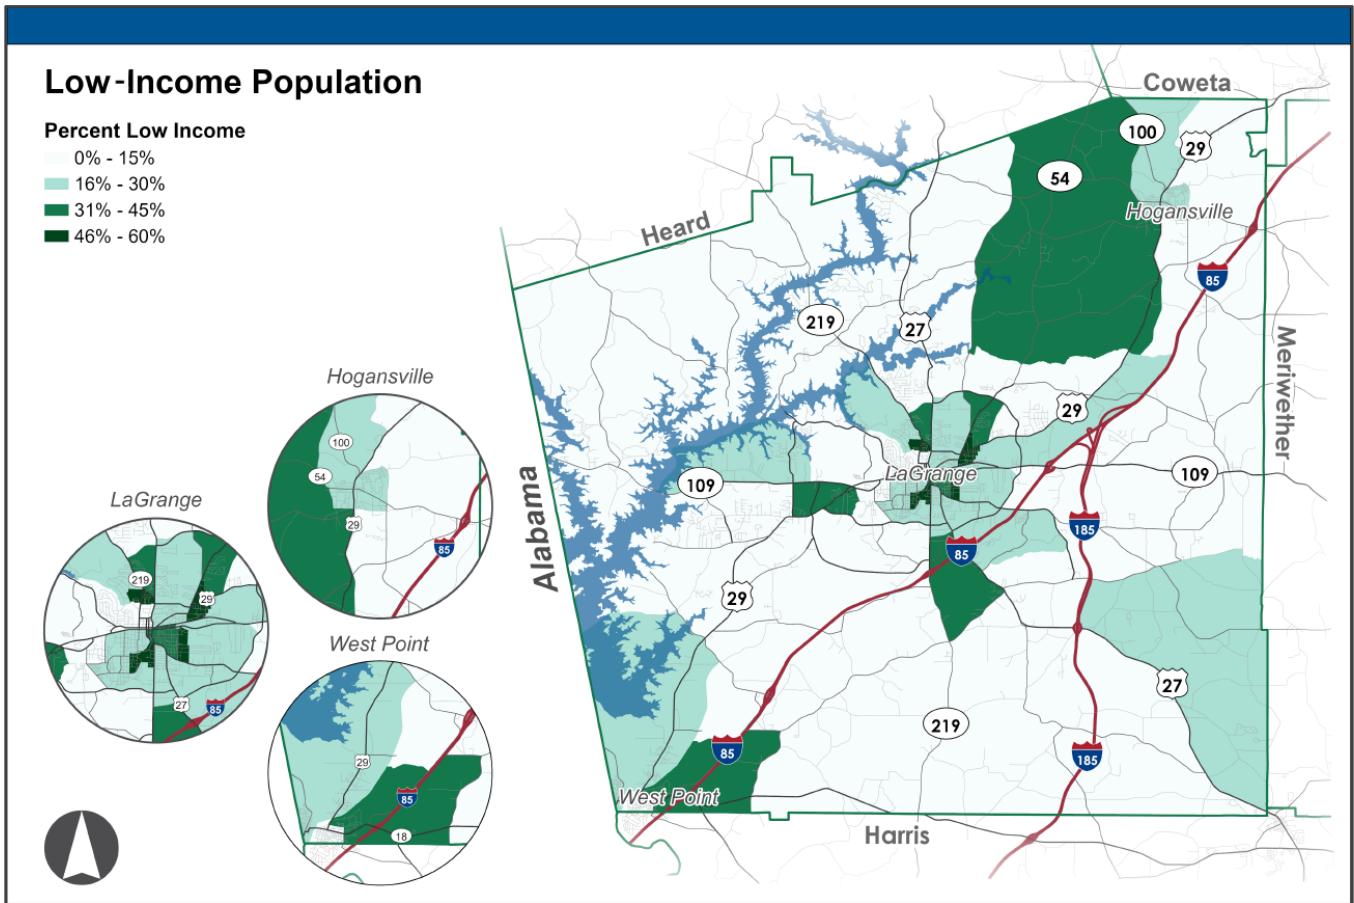 Low-Income Population
Percent Low Income
0% - 15%
16% - 30%
31% - 45%
46% - 60%
Coweta
100
29
54
Hogansville
Heard
85
219
27
Meriwether
Hogansville
29
100
54
29
85
LaGrange
109
109
Alabama
LaGrange
219
29
27
85
185
85
29
West Point
29
85
18
27
219
85
185
West Point
Harris